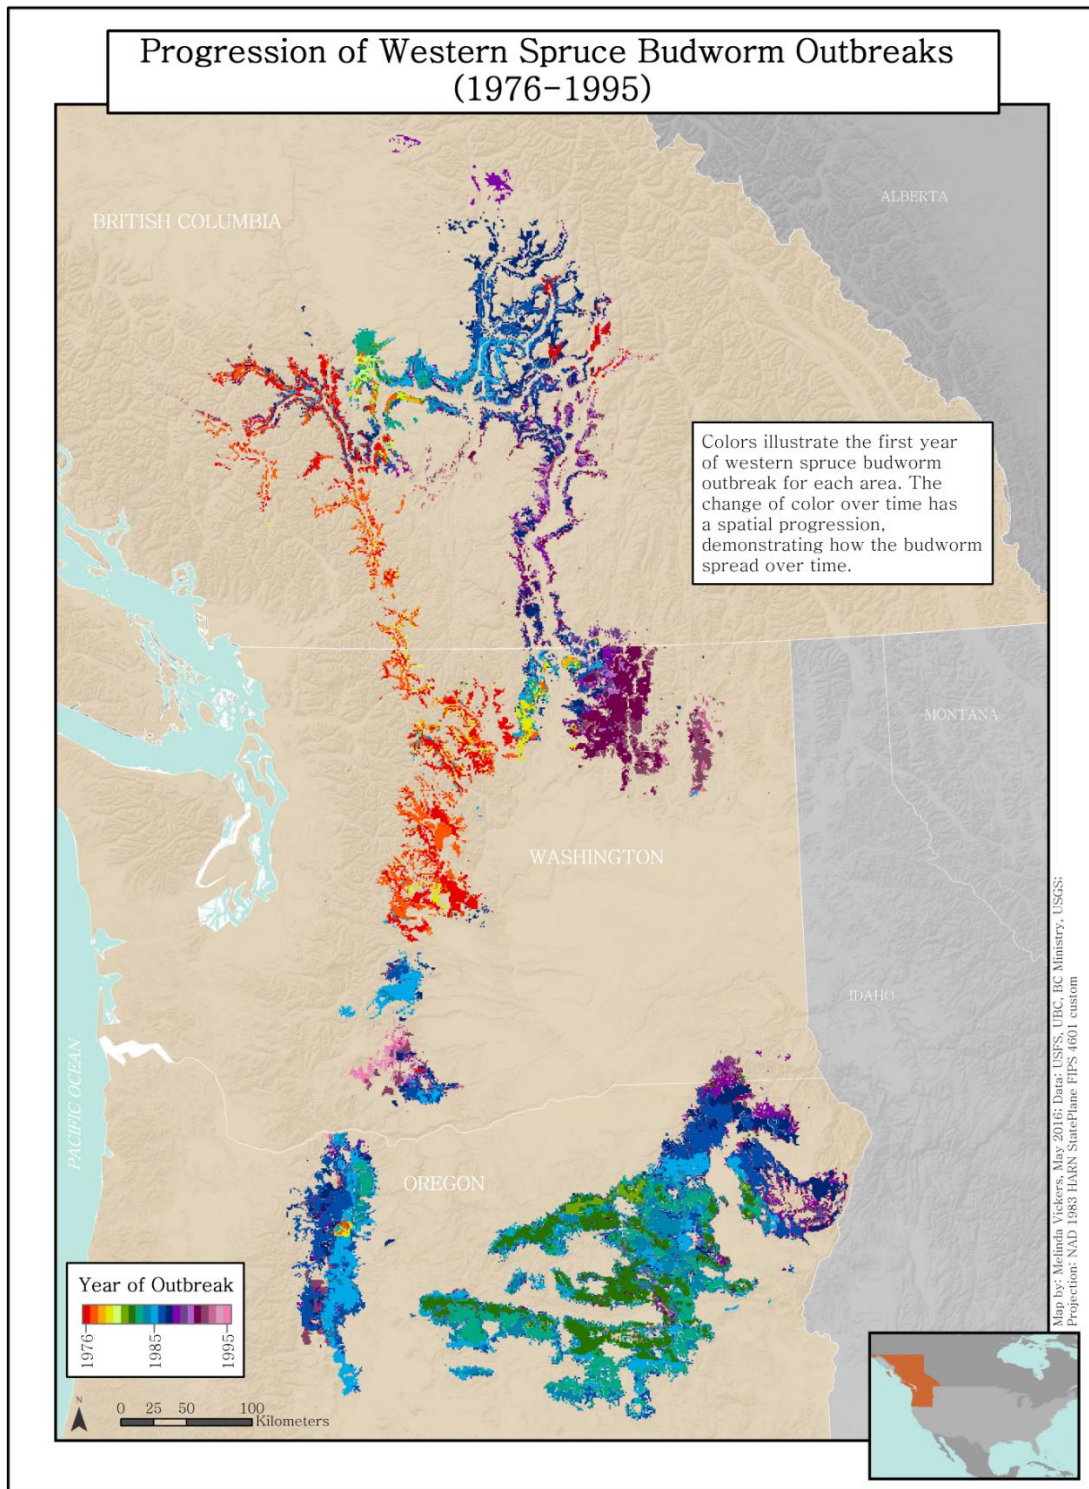 Progression of Western Spruce Budworm Outbreaks
(1976-1995)
ALBERTA
BRITISH COLUMBIA
Colors illustrate the first year
of western spruce budworm
outbreak for each area. The
change of color over time has
a spatial progression,
demonstrating how the budworm
spread over time.
MONTANA
WASHINGTON
IDAHO
PACIFIC OCEAN
OREGON
Year of Outbreak
1976
1985
1995
N
0 25 50 100
Kilometers
Map by: Melinda Vickers, May 2016; Data: USFS, UBC, BC Ministry, USGS;
Projection: NAD 1983 HARN StatePlane FIPS 4601 custom